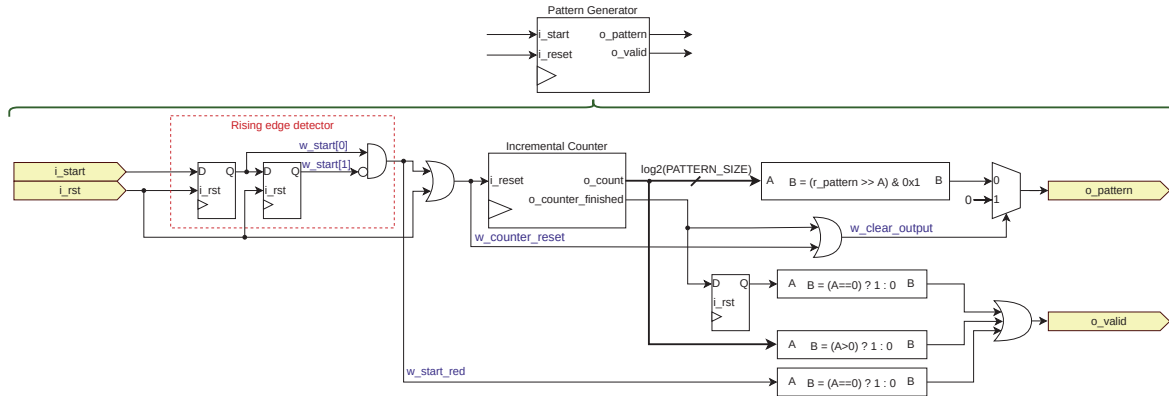 Pattern Generator
i_start
o_pattern
i_reset
o_valid
Rising edge detector
w_start[0]
i_start
i_rst
D
Q
i_rst
D
Q
i_rst
w_start[1]
Incremental Counter
i_reset
o_count
o_counter_finished
log2(PATTERN_SIZE)
A
B = (r_pattern >> A) & 0x1
B
0
0
1
o_pattern
w_counter_reset
w_clear_output
D
Q
i_rst
A
B = (A==0) ? 1 : 0
B
o_valid
A
B = (A>0) ? 1 : 0
B
w_start_red
A
B = (A==0) ? 1 : 0
B